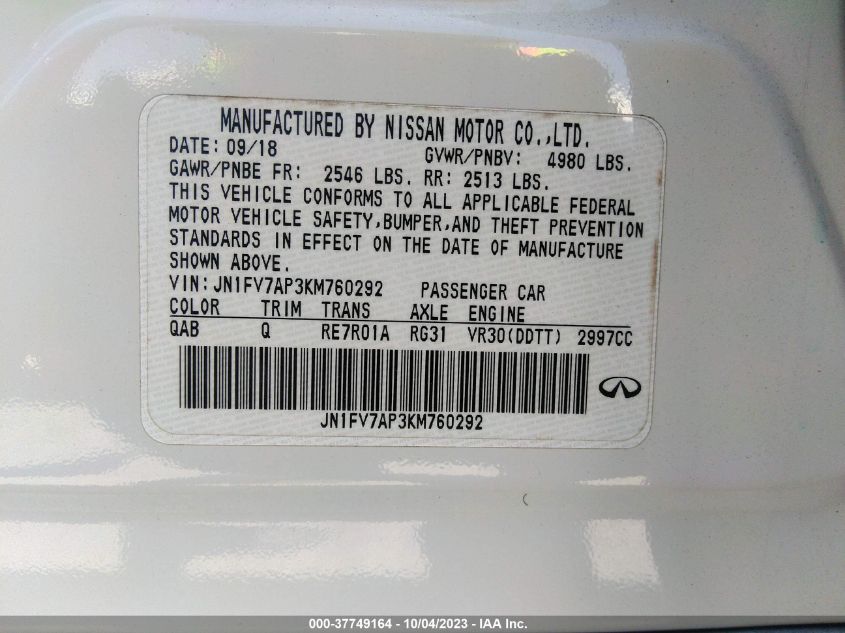 MANUFACTURED BY NISSAN MOTOR CO.,LTD.
DATE: 09/18 GVWR/PNBV: 4980 LBS.
GAWR/PNBE FR: 2546 LBS. RR: 2513 LBS.
THIS VEHICLE CONFORMS TO ALL APPLICABLE FEDERAL
MOTOR VEHICLE SAFETY,BUMPER,AND THEFT PREVENTION
STANDARDS IN EFFECT ON THE DATE OF MANUFACTURE
SHOWN ABOVE.
VIN:JN1FV7AP3KM760292 PASSENGER CAR
COLOR TRIM TRANS AXLE ENGINE
QAB Q RE7R01A RG31 VR30(DDTT) 2997CC
JN1FV7AP3KM760292
000-37749164 - 10/04/2023 - IAA Inc.